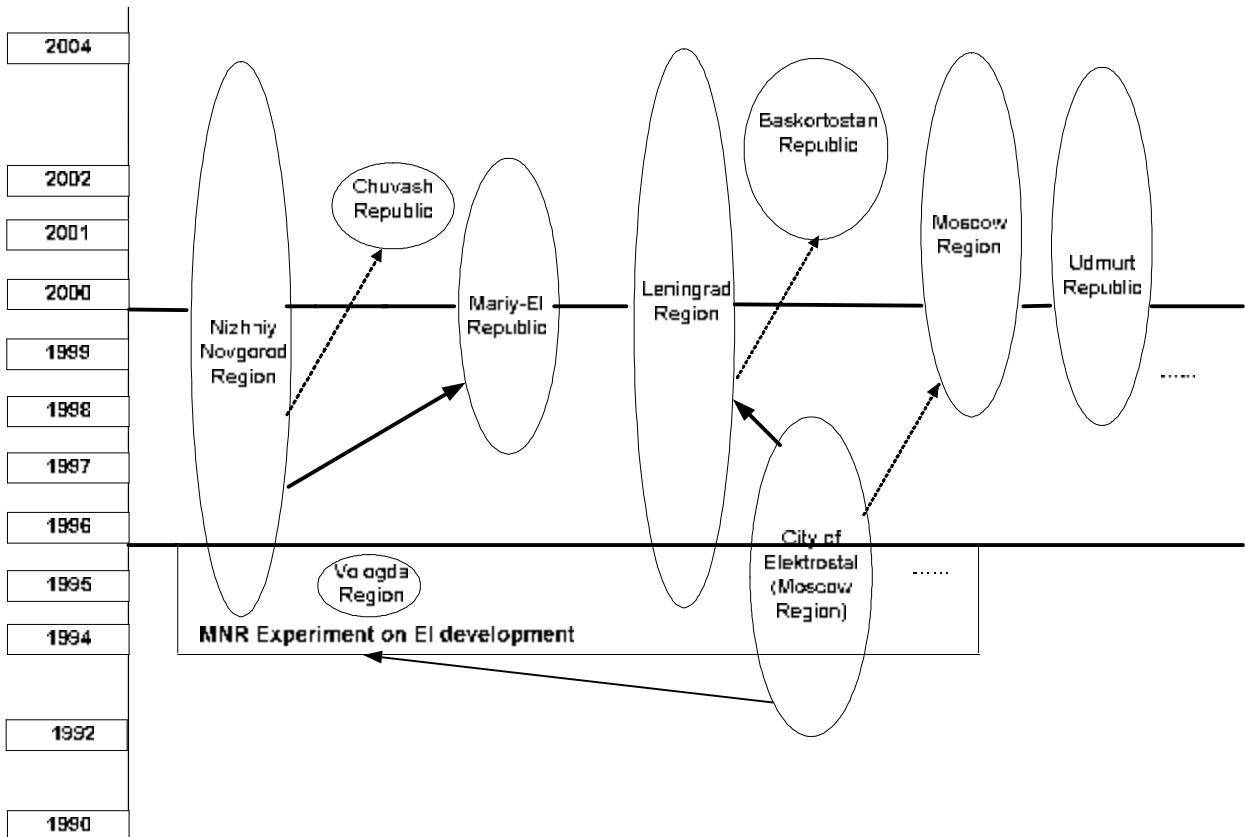 2004
2002
2001
2000
1999
1998
1997
1996
1995
1994
1992
1990
Nizhniy
Novgorad
Region
Chuvash
Republic
Mariy-El
Republic
Leningrad
Region
Baskortostan
Republic
Moscow
Region
Udmurt
Republic
......
Vologda
Region
City of
Elektrostal
(Moscow
Region)
......
MNR Experiment on EI development